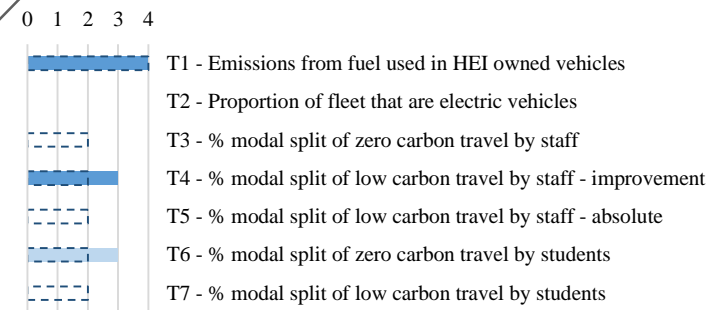 0 1 2 3 4
T1 - Emissions from fuel used in HEI owned vehicles
T2 - Proportion of fleet that are electric vehicles
T3 - % modal split of zero carbon travel by staff
T4 - % modal split of low carbon travel by staff - improvement
T5 - % modal split of low carbon travel by staff - absolute
T6 - % modal split of zero carbon travel by students
T7 - % modal split of low carbon travel by students